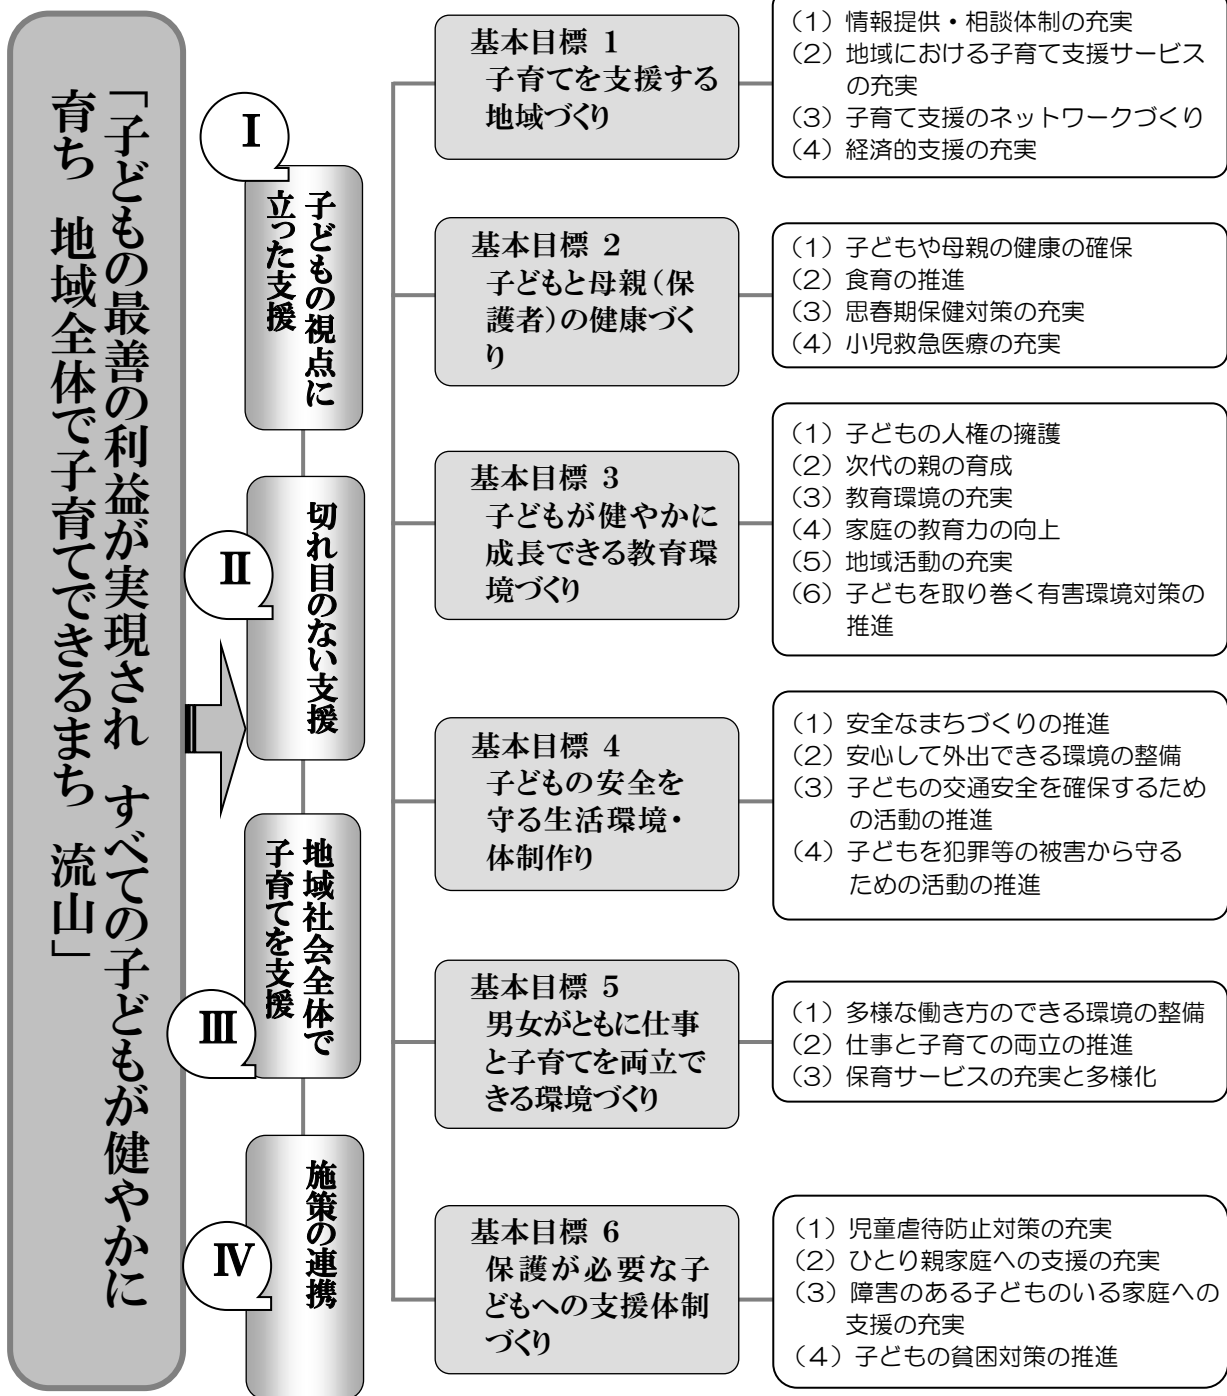 「子どもの最善の利益が実現され　すべての子どもが健やかに
育ち　地域全体で子育てできるまち　流山」
Ⅰ
子どもの視点に
立った支援
Ⅱ
切れ目のない支援
Ⅲ
地域社会全体で
子育てを支援
Ⅳ
施策の連携
基本目標 1
子育てを支援する
地域づくり
（1）情報提供・相談体制の充実
（2）地域における子育て支援サービス
の充実
（3）子育て支援のネットワークづくり
（4）経済的支援の充実
基本目標 2
子どもと母親（保
護者）の健康づく
り
（1）子どもや母親の健康の確保
（2）食育の推進
（3）思春期保健対策の充実
（4）小児救急医療の充実
基本目標 3
子どもが健やかに
成長できる教育環
境づくり
（1）子どもの人権の擁護
（2）次代の親の育成
（3）教育環境の充実
（4）家庭の教育力の向上
（5）地域活動の充実
（6）子どもを取り巻く有害環境対策の
推進
基本目標 4
子どもの安全を
守る生活環境・
体制作り
（1）安全なまちづくりの推進
（2）安心して外出できる環境の整備
（3）子どもの交通安全を確保するため
の活動の推進
（4）子どもを犯罪等の被害から守る
ための活動の推進
基本目標 5
男女がともに仕事
と子育てを両立で
きる環境づくり
（1）多様な働き方のできる環境の整備
（2）仕事と子育ての両立の推進
（3）保育サービスの充実と多様化
基本目標 6
保護が必要な子
どもへの支援体制
づくり
（1）児童虐待防止対策の充実
（2）ひとり親家庭への支援の充実
（3）障害のある子どものいる家庭への
支援の充実
（4）子どもの貧困対策の推進